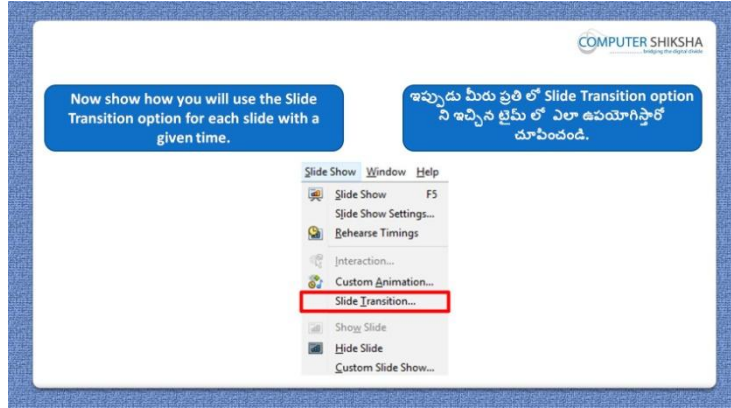 COMPUTER SHIKSHA
bridging the digital divide
Now show how you will use the Slide
Transition option for each slide with a
given time.
ఇప్పుడు మీరు ప్రతి లో Slide Transition option
ని ఇచ్చిన టైమ్ లో ఎలా ఉపయోగిస్తారో
చూపించండి.
Slide Show Window Help
Slide Show F5
Slide Show Settings...
Rehearse Timings
Interaction...
Custom Animation...
Slide Transition...
Show Slide
Hide Slide
Custom Slide Show...